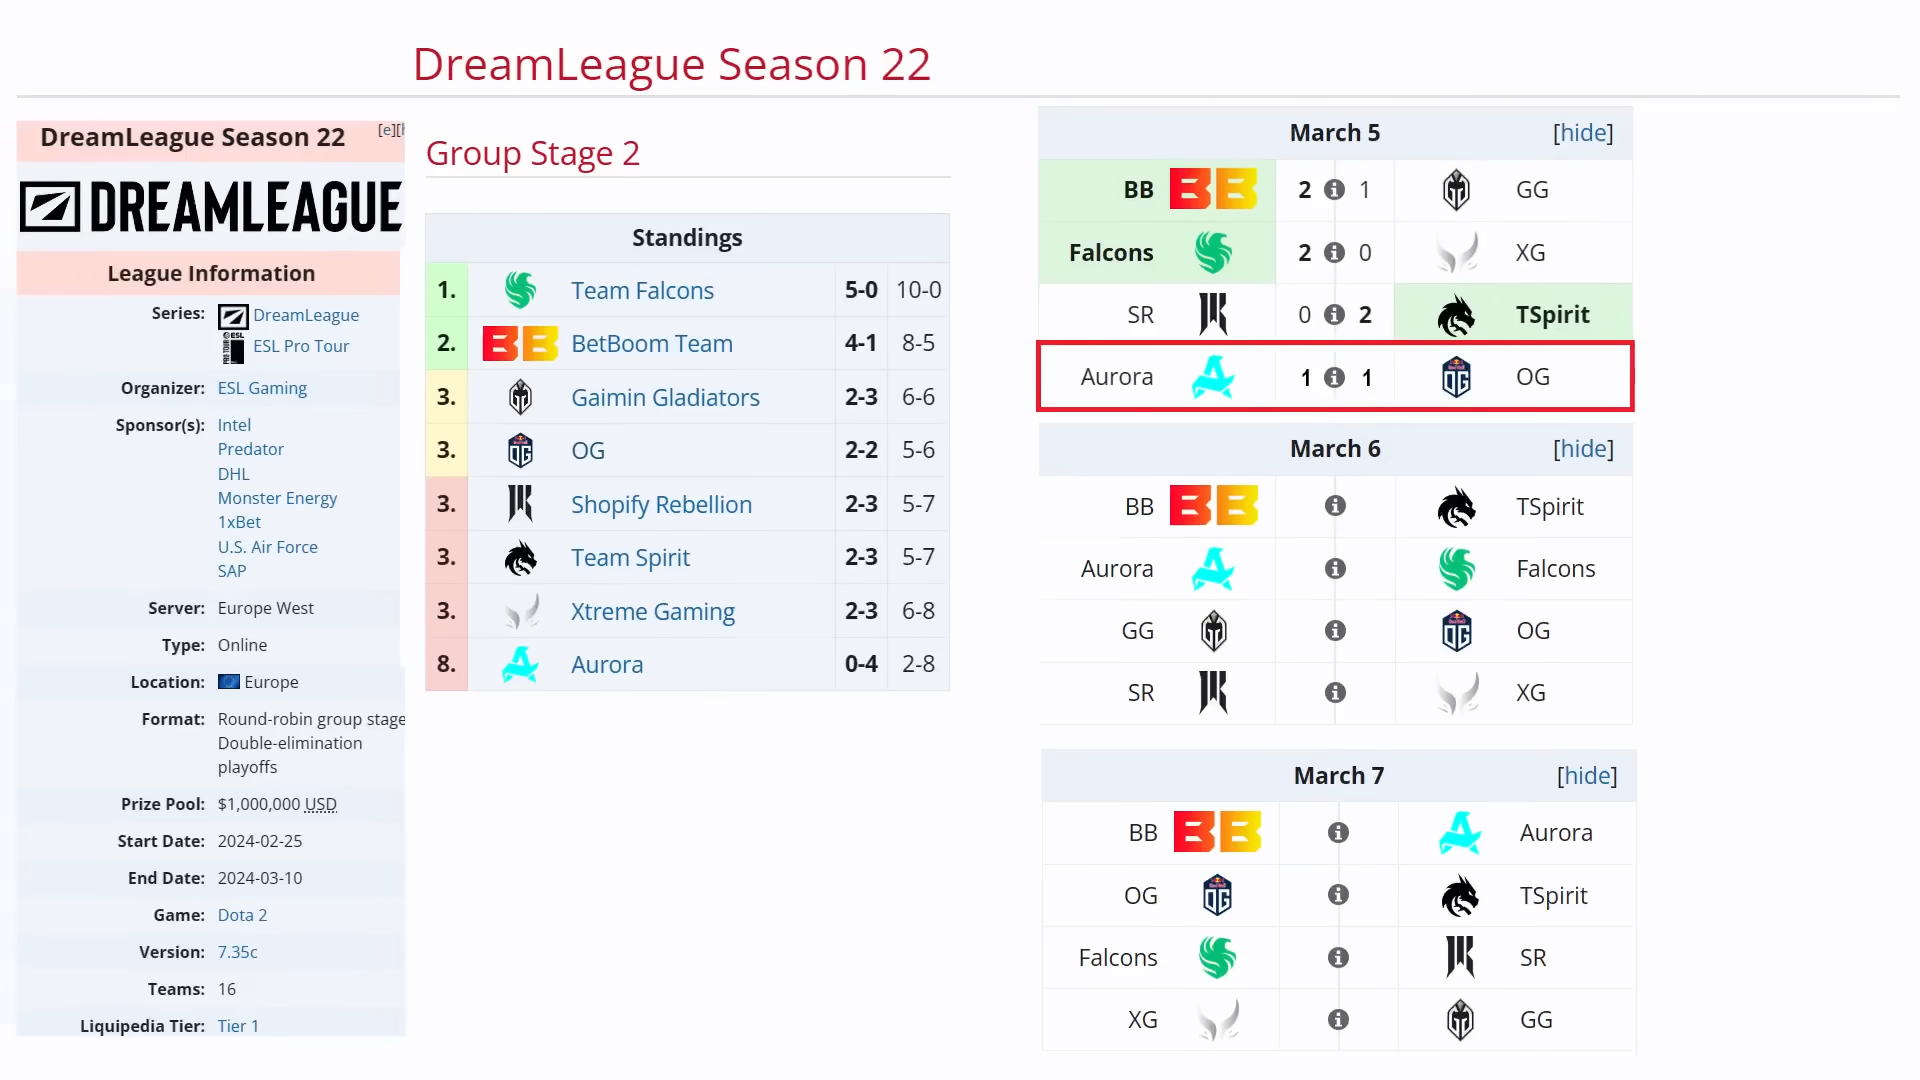 DreamLeague Season 22
DreamLeague Season 22
[e][h
DREAMLEAGUE
League Information
Series: DreamLeague
ESL Pro Tour
Organizer: ESL Gaming
Sponsor(s): Intel
Predator
DHL
Monster Energy
1xBet
U.S. Air Force
SAP
Server: Europe West
Type: Online
Location: Europe
Format: Round-robin group stage
Double-elimination
playoffs
Prize Pool: $1,000,000 USD
Start Date: 2024-02-25
End Date: 2024-03-10
Game: Dota 2
Version: 7.35c
Teams: 16
Liquipedia Tier: Tier 1
Group Stage 2
Standings
1. Team Falcons 5-0 10-0
2. BB BetBoom Team 4-1 8-5
3. Gaimin Gladiators 2-3 6-6
3. OG OG 2-2 5-6
3. Shopify Rebellion 2-3 5-7
3. Team Spirit 2-3 5-7
3. Xtreme Gaming 2-3 6-8
8. Aurora 0-4 2-8
March 5 [hide]
BB BB 2 1 GG
Falcons 2 0 XG
SR 0 2 TSpirit
Aurora 1 1 OG OG
March 6 [hide]
BB BB TSpirit
Aurora Falcons
GG OG OG
SR XG
March 7 [hide]
BB BB Aurora
OG OG TSpirit
Falcons SR
XG GG